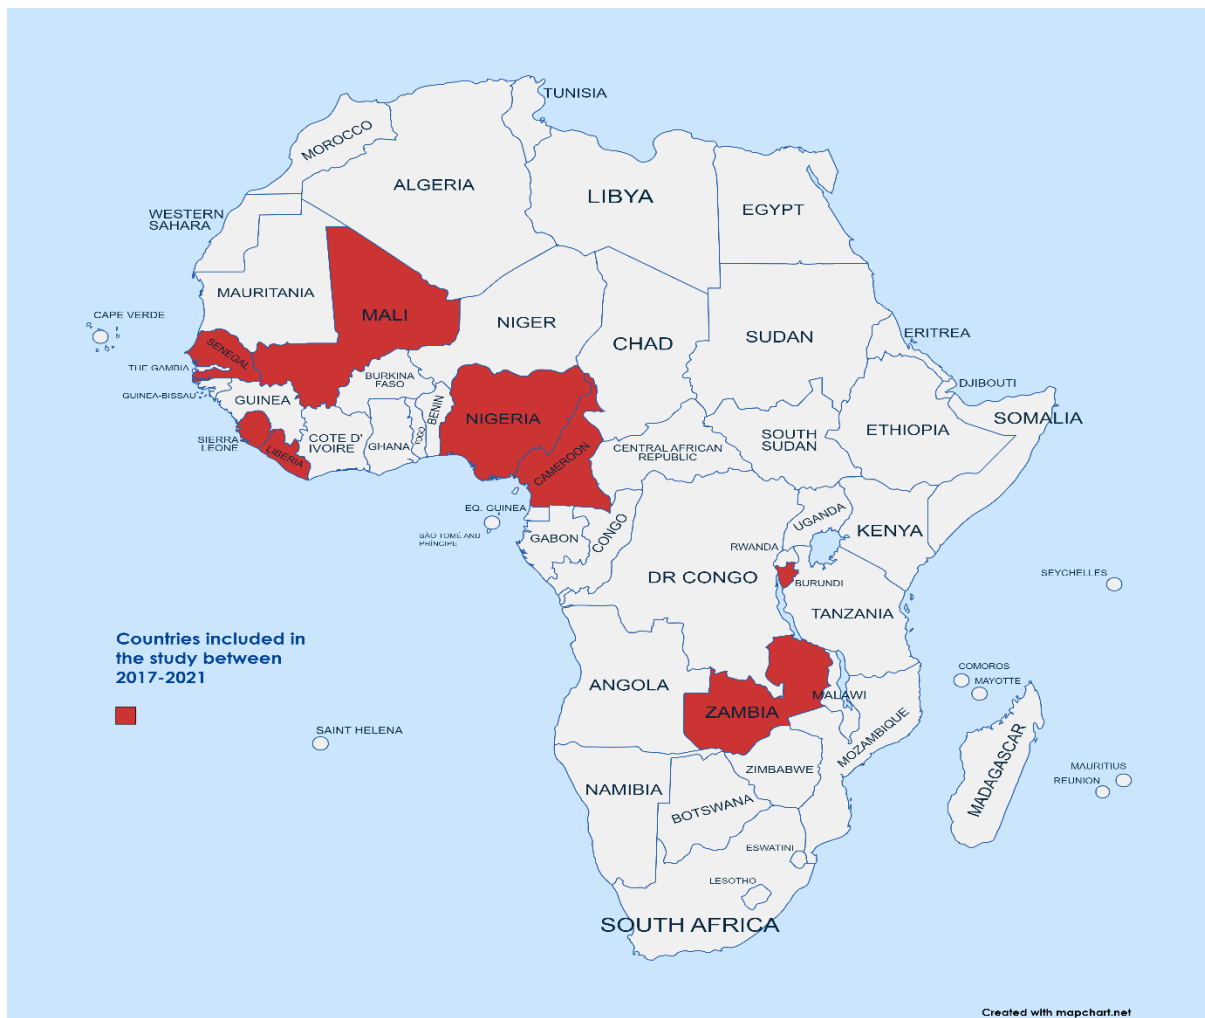 TUNISIA
MOROCCO
ALGERIA
LIBYA
EGYPT
WESTERN
SAHARA
MAURITANIA
MALI
NIGER
CHAD
SUDAN
ERITREA
CAPE VERDE
SENEGAL
THE GAMBIA
GUINEA-BISSAU
GUINEA
BURKINA
FASO
BENIN
NIGERIA
DJIBOUTI
SOMALIA
ETHIOPIA
SOUTH
SUDAN
CENTRAL AFRICAN
REPUBLIC
SIERRA
LEONE
LIBERIA
COTE D'
IVOIRE
GHANA
TOGO
CAMEROON
EQ. GUINEA
SÃO TOMÉ AND
PRÍNCIPE
GABON
CONGO
UGANDA
KENYA
RWANDA
DR CONGO
BURUNDI
TANZANIA
SEYCHELLES
Countries included in
the study between
2017-2021
ANGOLA
ZAMBIA
MALAWI
COMOROS
MAYOTTE
SAINT HELENA
MOZAMBIQUE
MADAGASCAR
ZIMBABWE
NAMIBIA
BOTSWANA
MAURITIUS
REUNION
ESWATINI
LESOTHO
SOUTH AFRICA
Created with mapchart.net